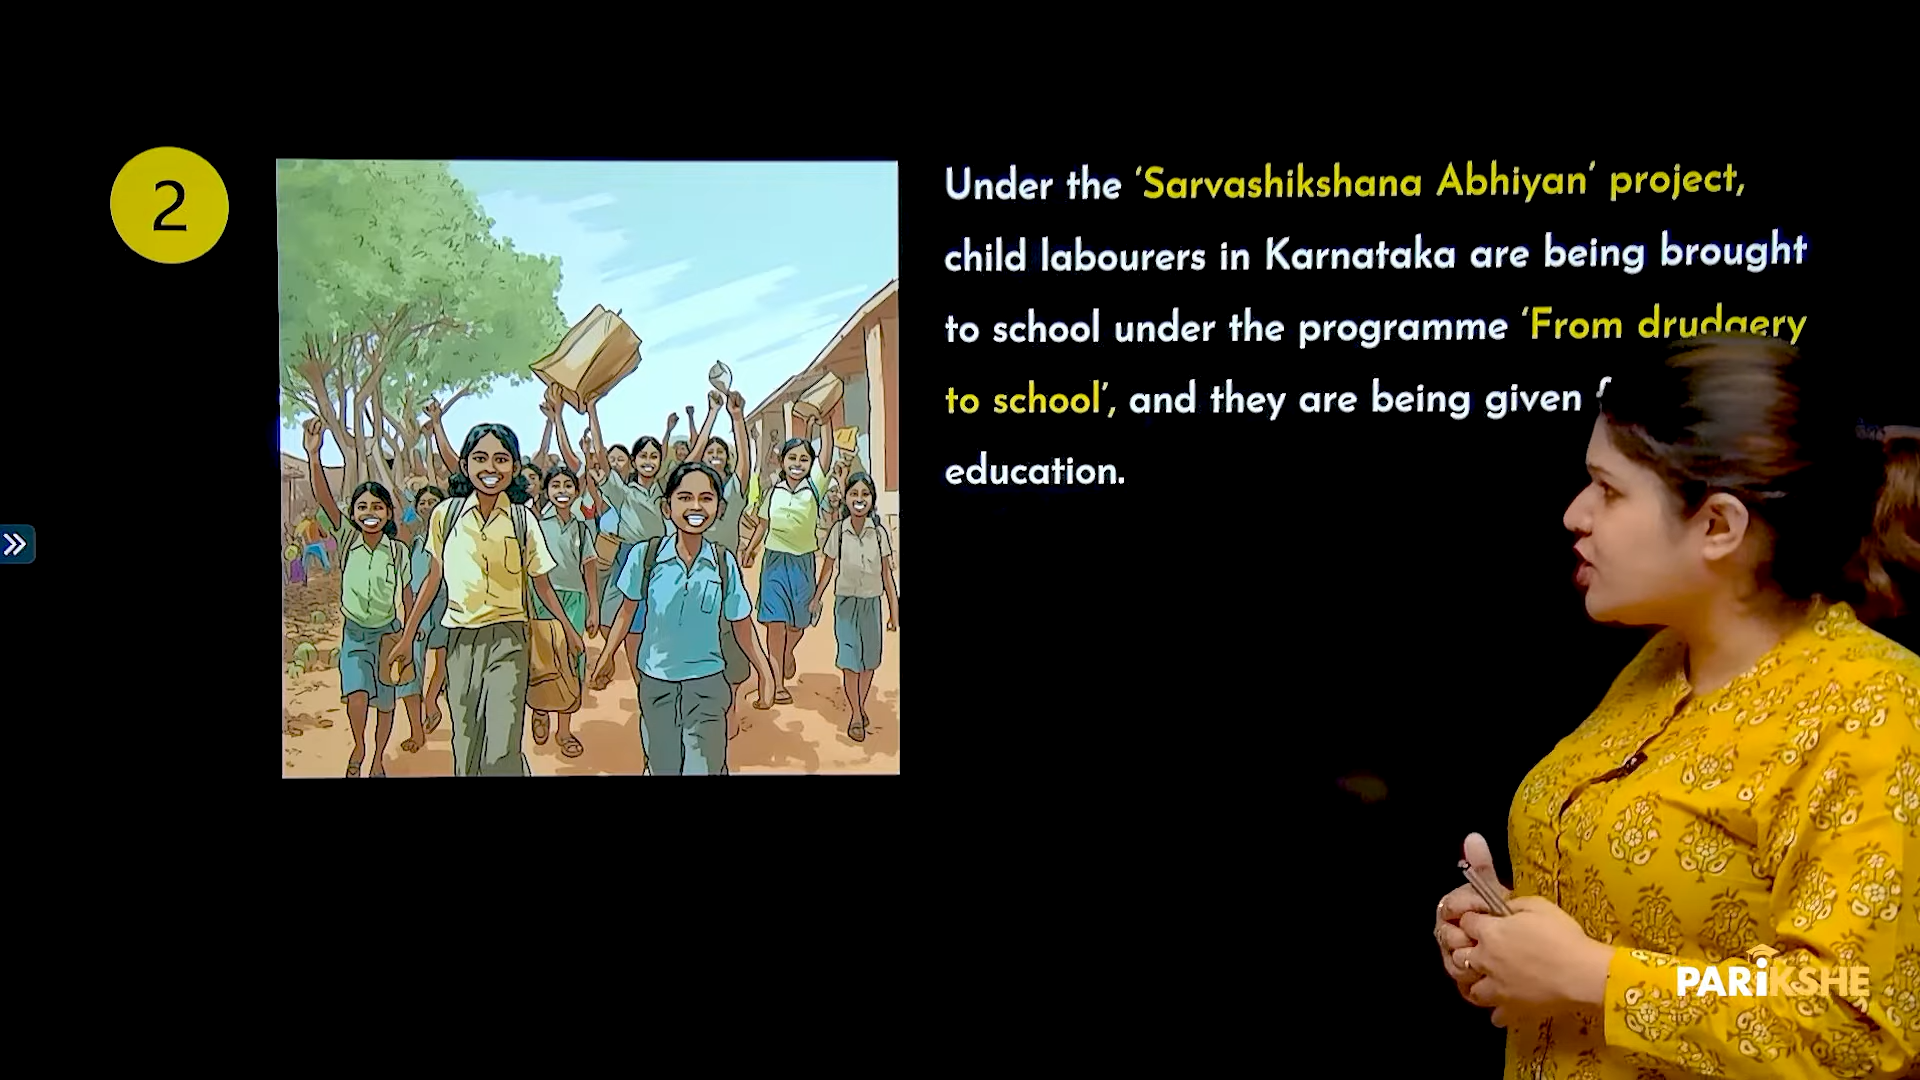 2
Under the ‘Sarvashikshana Abhiyan’ project,
child labourers in Karnataka are being brought
to school under the programme ‘From drudgery
to school’, and they are being given
education.
PARiKSHE